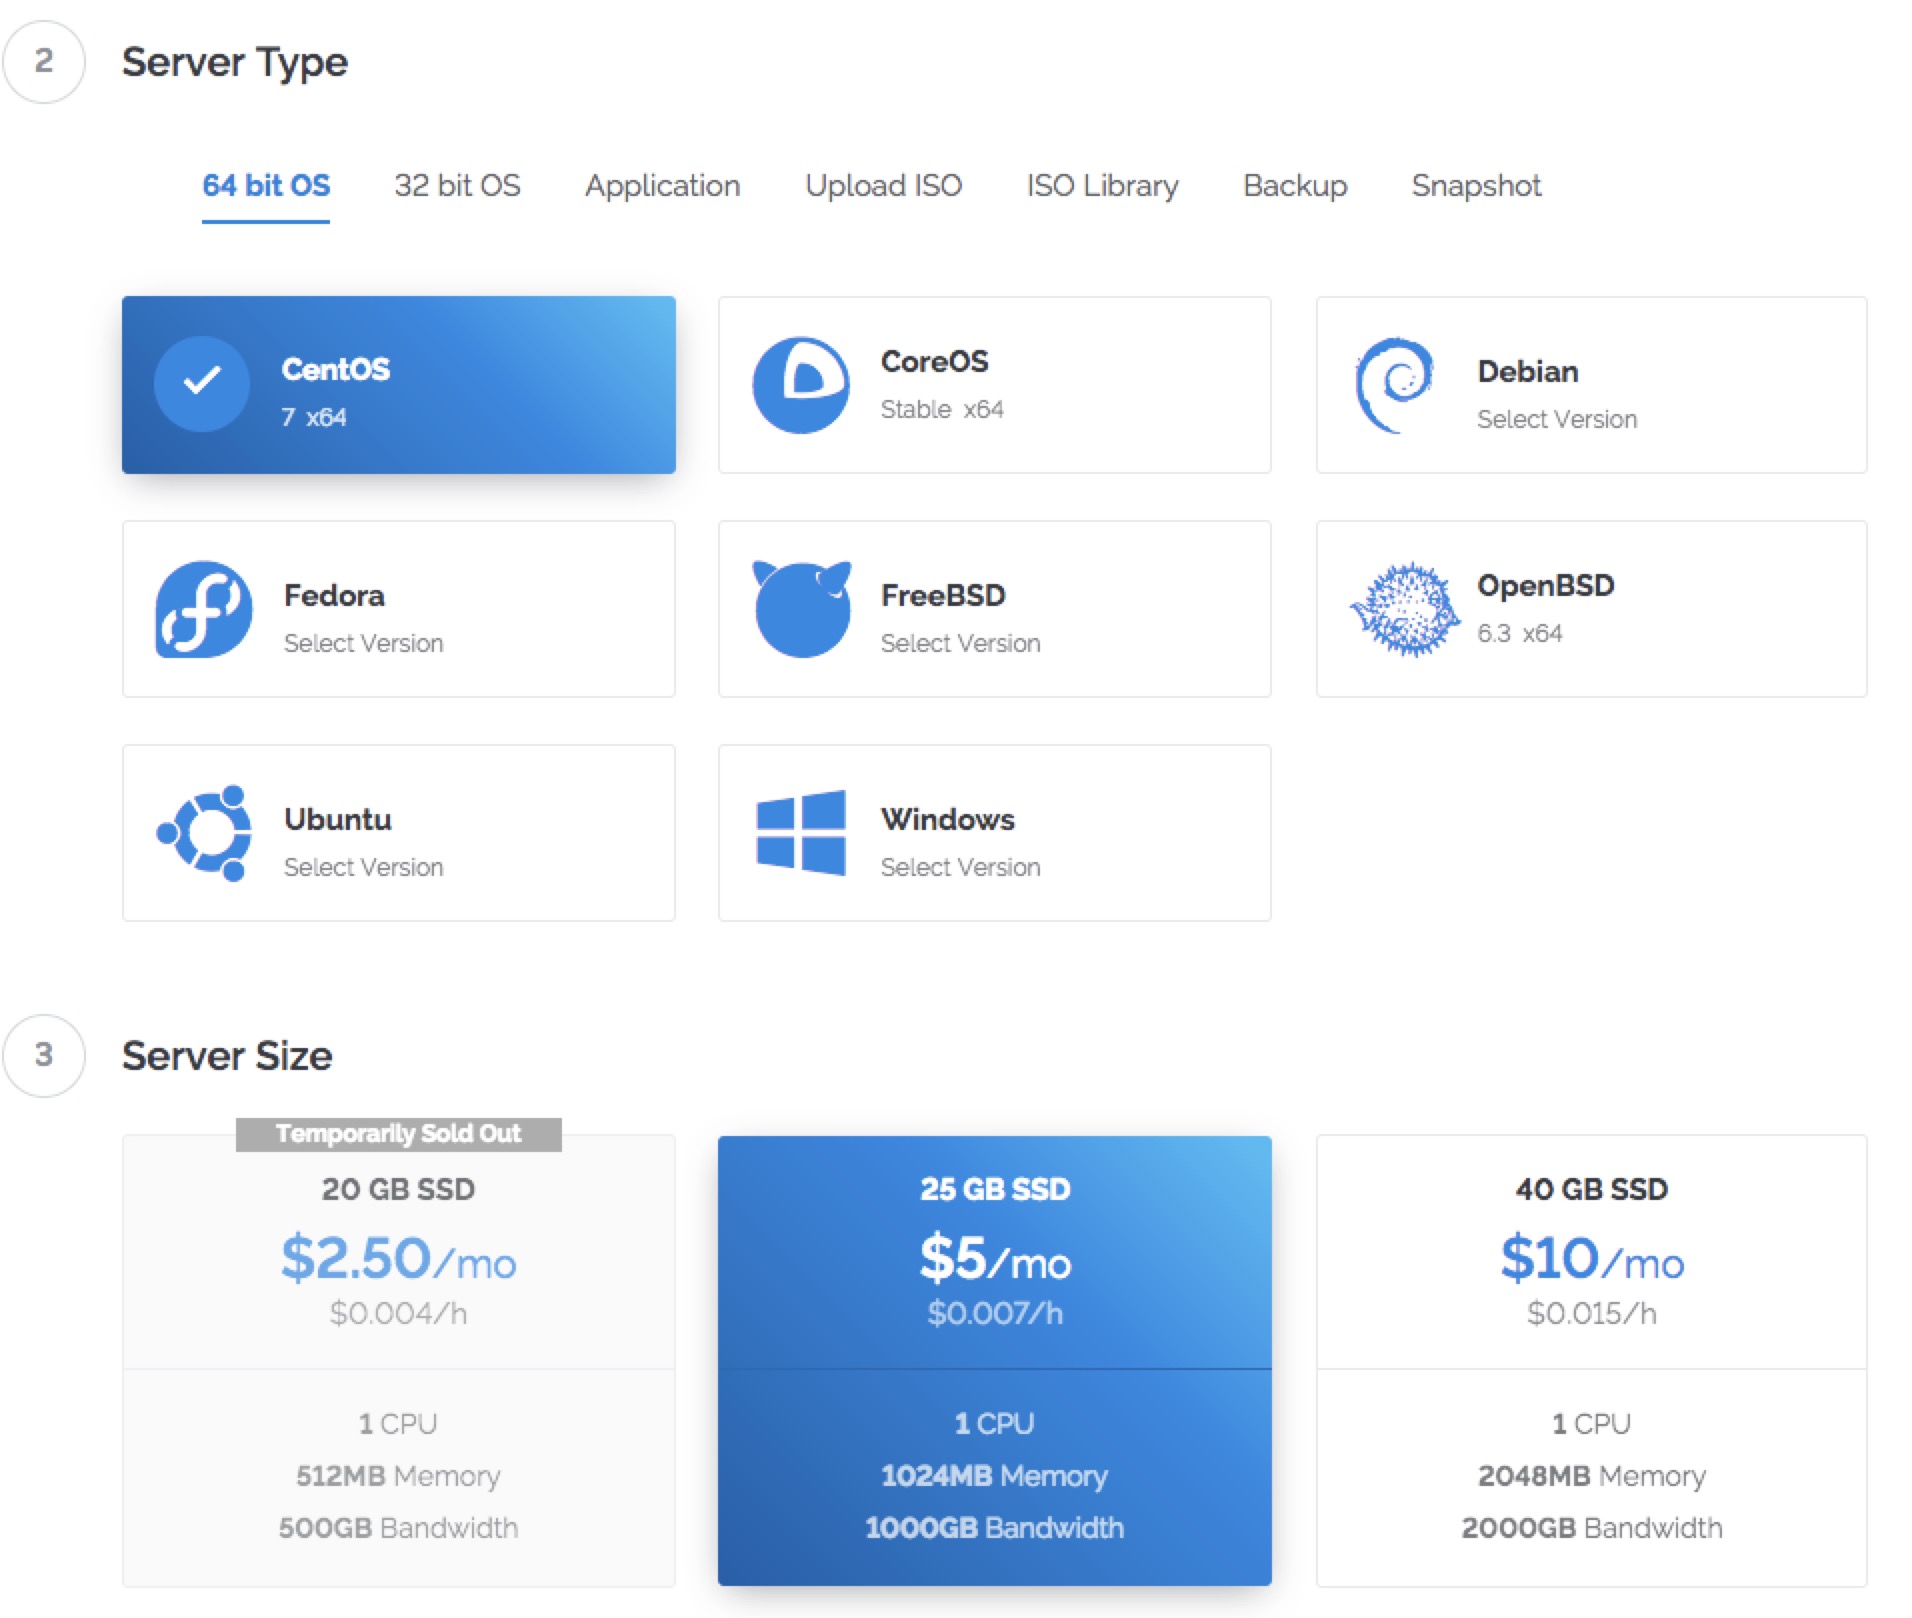 2
Server Type
64 bit OS
32 bit OS
Application
Upload ISO
ISO Library
Backup
Snapshot
CentOS
7 x64
CoreOS
Stable x64
Debian
Select Version
Fedora
Select Version
FreeBSD
Select Version
OpenBSD
6.3 x64
Ubuntu
Select Version
Windows
Select Version
3
Server Size
Temporarily Sold Out
20 GB SSD
$2.50/mo
$0.004/h
1 CPU
512MB Memory
500GB Bandwidth
25 GB SSD
$5/mo
$0.007/h
1 CPU
1024MB Memory
1000GB Bandwidth
40 GB SSD
$10/mo
$0.015/h
1 CPU
2048MB Memory
2000GB Bandwidth